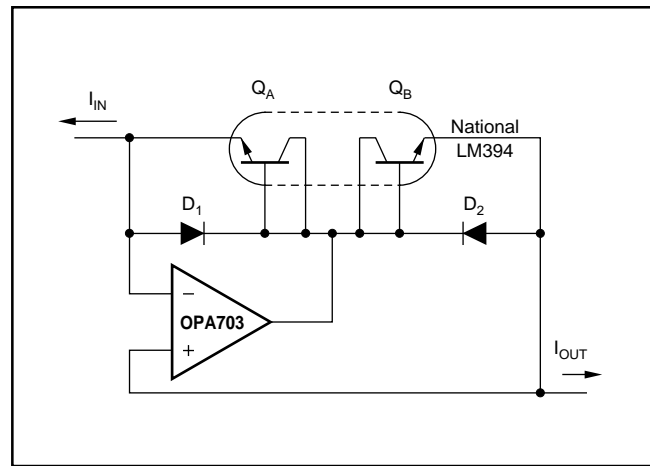 I_IN
Q_A
Q_B
National
LM394
D_1
D_2
−
OPA703
+
I_OUT